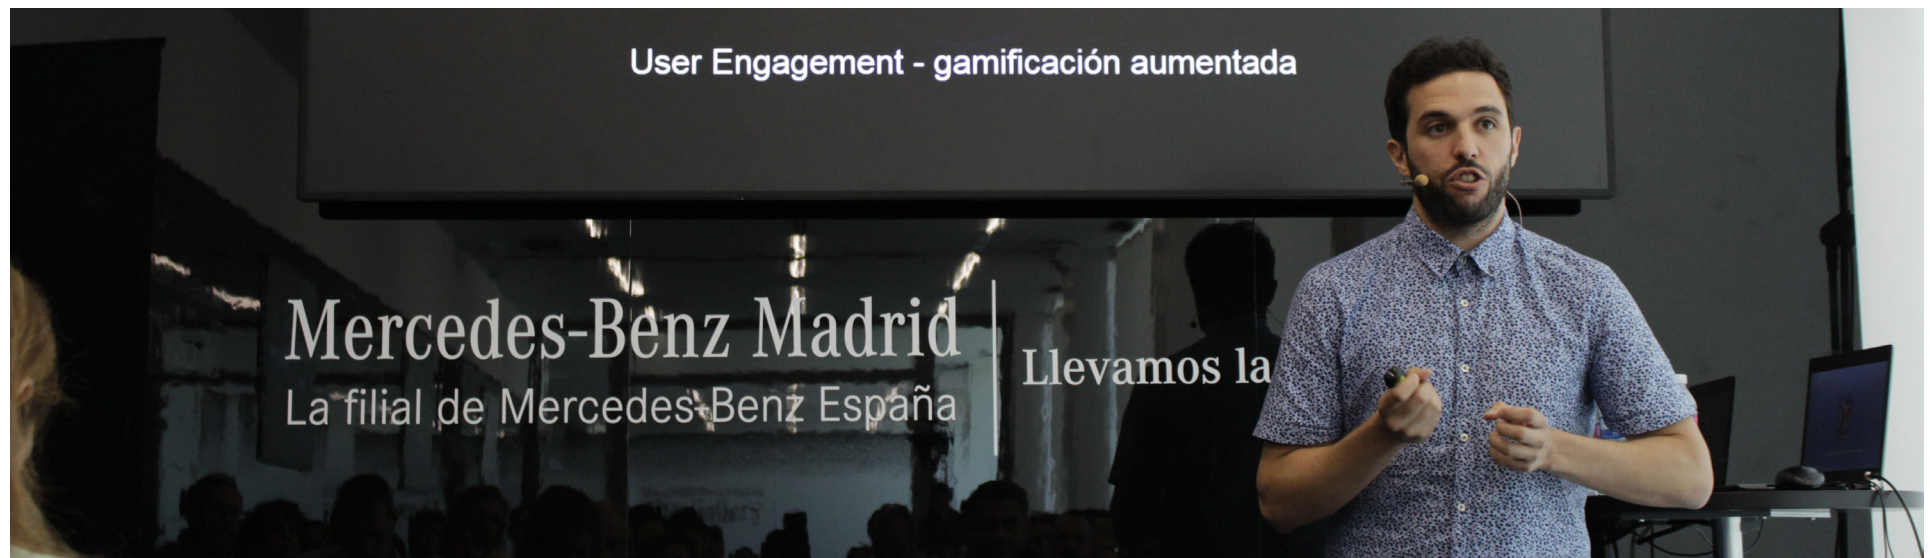 User Engagement - gamificación aumentada
Mercedes-Benz Madrid
La filial de Mercedes-Benz España
Llevamos la